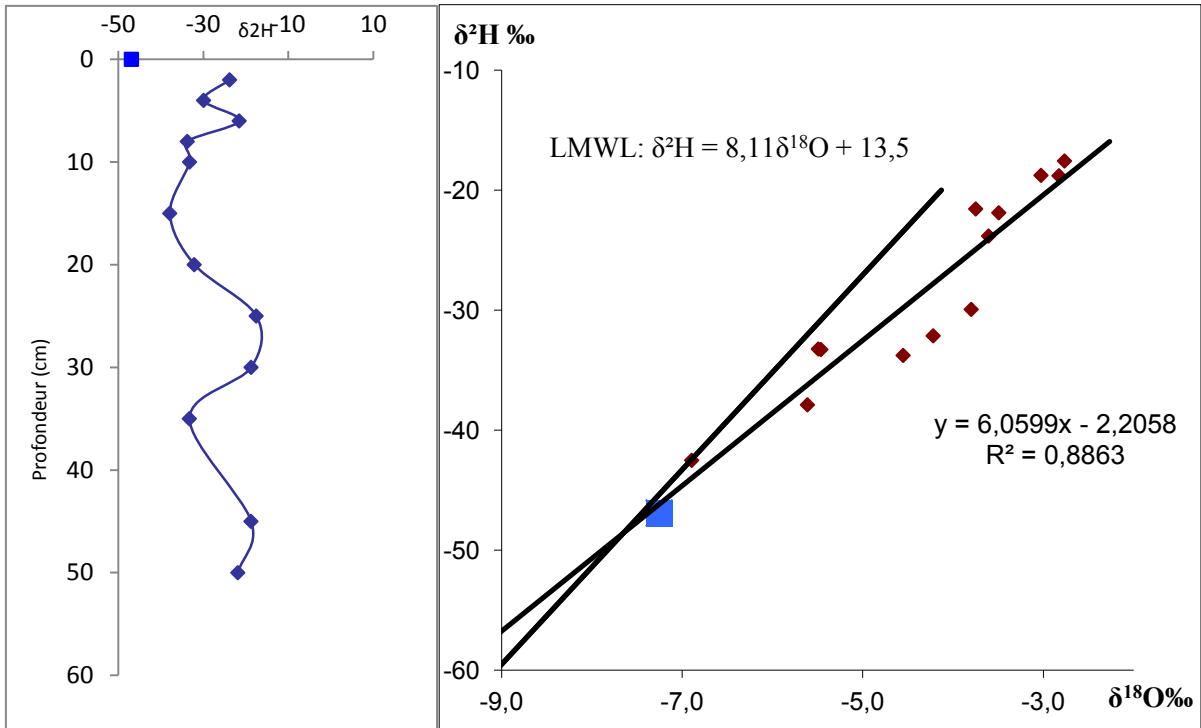 -50 -30 -10 10
δ2H
0
10
20
30
40
50
60
Profondeur (cm)
δ²H ‰
-10
-20
-30
-40
-50
-60
LMWL: δ²H = 8,11δ¹⁸O + 13,5
y = 6,0599x - 2,2058
R² = 0,8863
-9,0 -7,0 -5,0 -3,0
δ¹⁸O‰